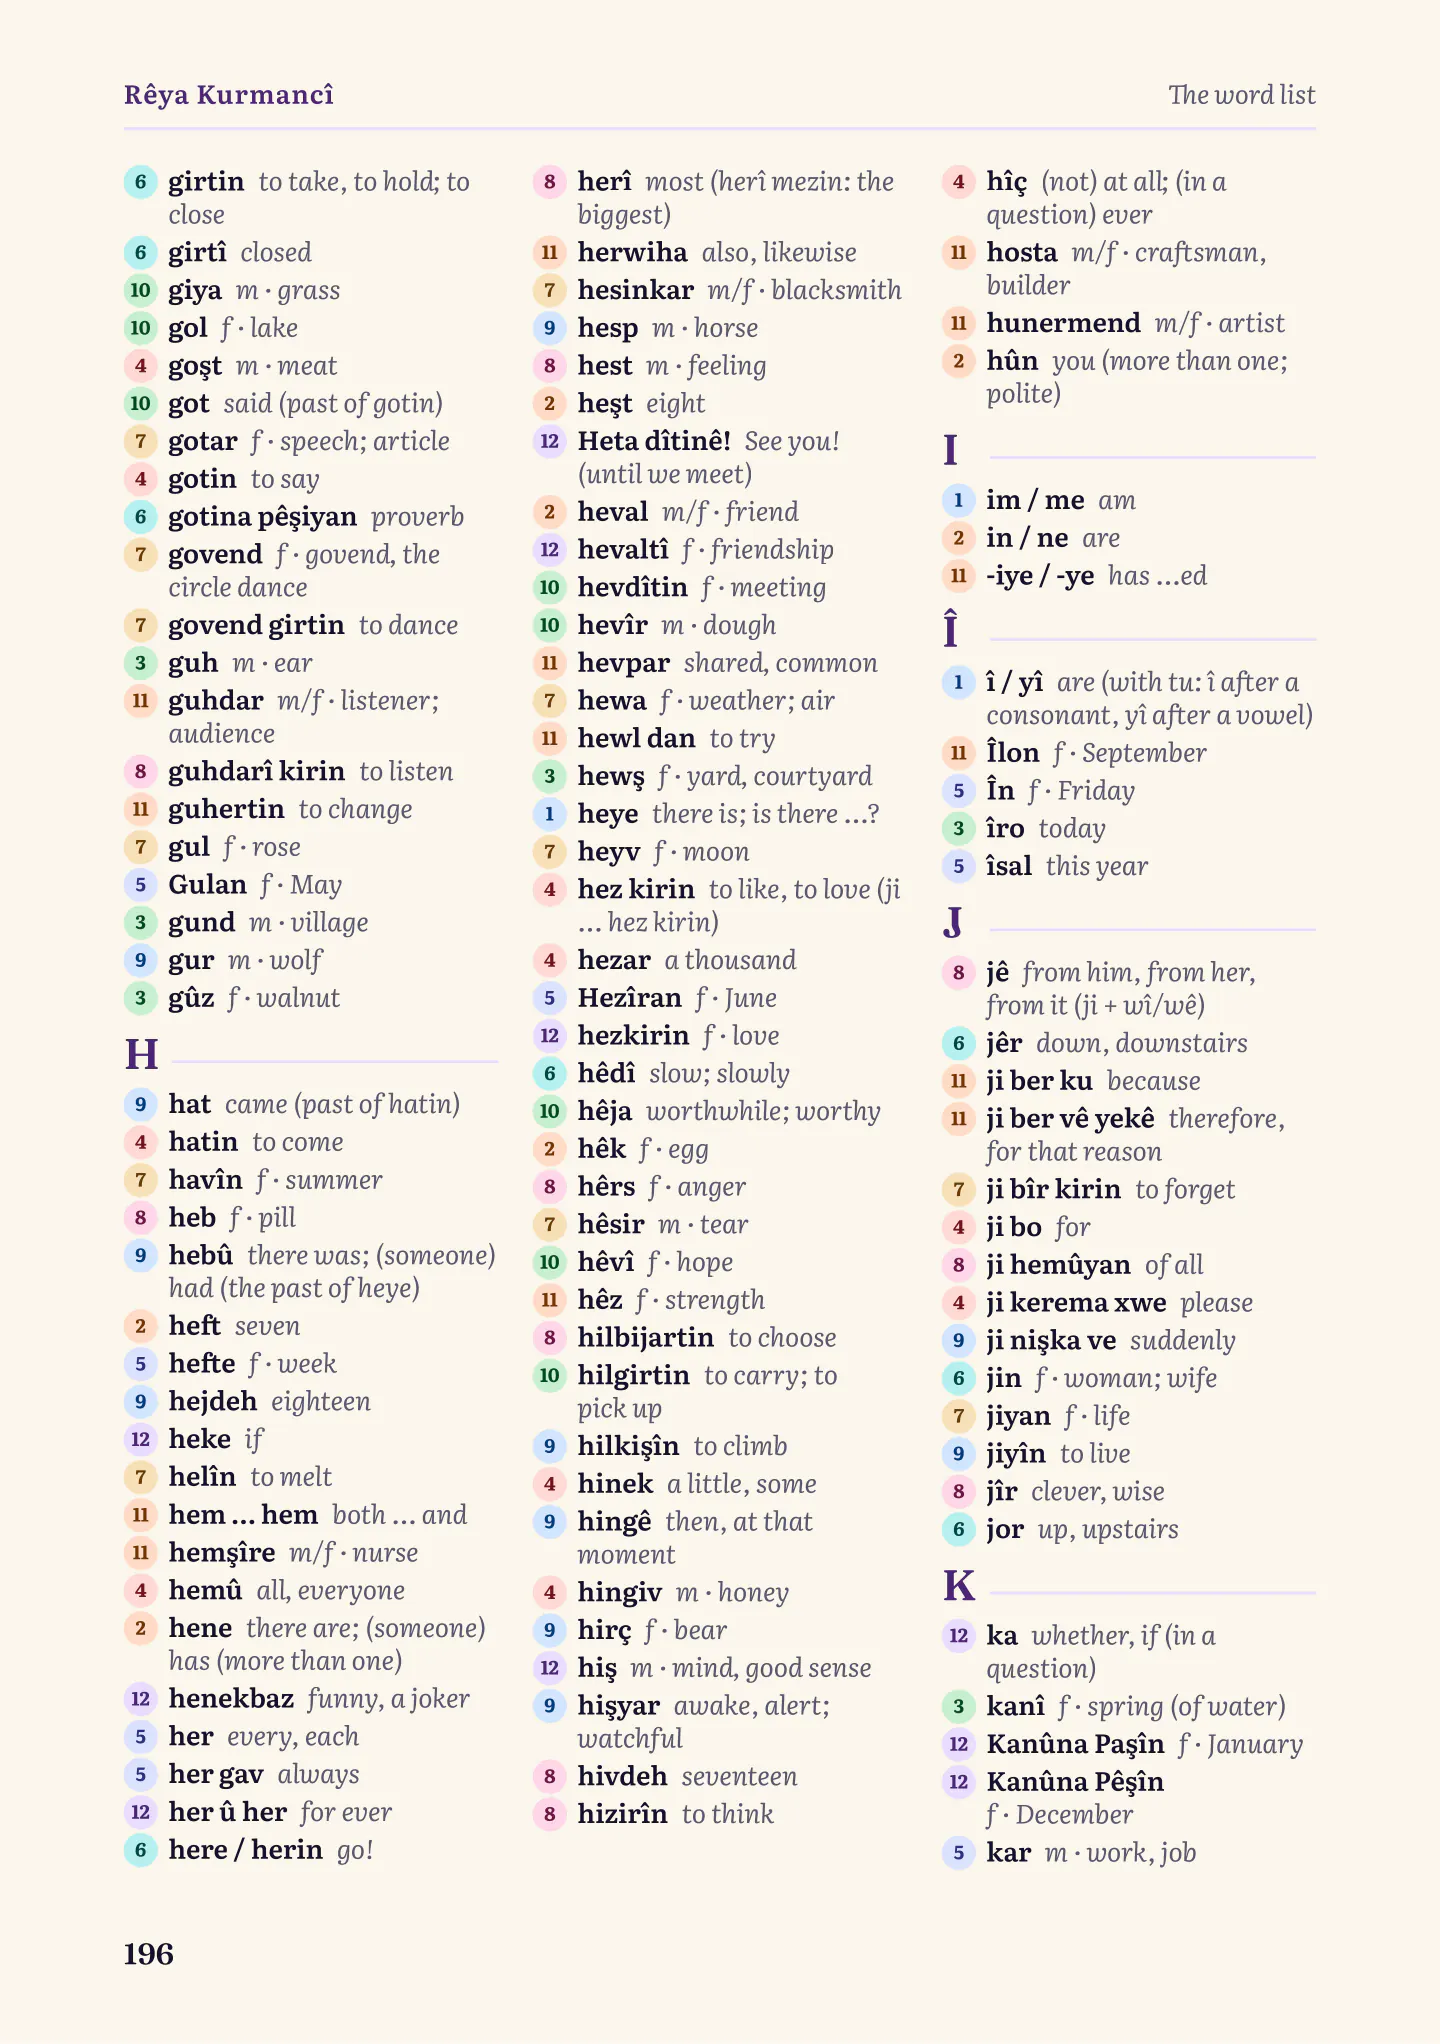 Rêya Kurmancî
The word list
6 girtin to take, to hold; to
close
6 girtî closed
10 giya m · grass
10 gol f · lake
4 goşt m · meat
10 got said (past of gotin)
7 gotar f · speech; article
4 gotin to say
6 gotina pêşiyan proverb
7 govend f · govend, the
circle dance
7 govend girtin to dance
3 guh m · ear
11 guhdar m/f · listener;
audience
8 guhdarî kirin to listen
11 guhertin to change
7 gul f · rose
5 Gulan f · May
3 gund m · village
9 gur m · wolf
3 gûz f · walnut
H
9 hat came (past of hatin)
4 hatin to come
7 havîn f · summer
8 heb f · pill
9 hebû there was; (someone)
had (the past of heye)
2 heft seven
5 hefte f · week
9 hejdeh eighteen
12 heke if
7 helîn to melt
11 hem … hem both … and
11 hemşîre m/f · nurse
4 hemû all, everyone
2 hene there are; (someone)
has (more than one)
12 henekbaz funny, a joker
5 her every, each
5 her gav always
12 her û her for ever
6 here / herin go!
8 herî most (herî mezin: the
biggest)
11 herwiha also, likewise
7 hesinkar m/f · blacksmith
9 hesp m · horse
8 hest m · feeling
2 heşt eight
12 Heta dîtinê! See you!
(until we meet)
2 heval m/f · friend
12 hevaltî f · friendship
10 hevdîtin f · meeting
10 hevîr m · dough
11 hevpar shared, common
7 hewa f · weather; air
11 hewl dan to try
3 hewş f · yard, courtyard
1 heye there is; is there …?
7 heyv f · moon
4 hez kirin to like, to love (ji
… hez kirin)
4 hezar a thousand
5 Hezîran f · June
12 hezkirin f · love
6 hêdî slow; slowly
10 hêja worthwhile; worthy
2 hêk f · egg
8 hêrs f · anger
7 hêsir m · tear
10 hêvî f · hope
11 hêz f · strength
8 hilbijartin to choose
10 hilgirtin to carry; to
pick up
9 hilkişîn to climb
4 hinek a little, some
9 hingê then, at that
moment
4 hingiv m · honey
9 hirç f · bear
12 hiş m · mind, good sense
9 hişyar awake, alert;
watchful
8 hivdeh seventeen
8 hizirîn to think
4 hîç (not) at all; (in a
question) ever
11 hosta m/f · craftsman,
builder
11 hunermend m/f · artist
2 hûn you (more than one;
polite)
I
1 im / me am
2 in / ne are
11 -iye / -ye has …ed
Î
1 î / yî are (with tu: î after a
consonant, yî after a vowel)
11 Îlon f · September
5 În f · Friday
3 îro today
5 îsal this year
J
8 jê from him, from her,
from it (ji + wî/wê)
6 jêr down, downstairs
11 ji ber ku because
11 ji ber vê yekê therefore,
for that reason
7 ji bîr kirin to forget
4 ji bo for
8 ji hemûyan of all
4 ji kerema xwe please
9 ji nişka ve suddenly
6 jin f · woman; wife
7 jiyan f · life
9 jiyîn to live
8 jîr clever, wise
6 jor up, upstairs
K
12 ka whether, if (in a
question)
3 kanî f · spring (of water)
12 Kanûna Paşîn f · January
12 Kanûna Pêşîn
f · December
5 kar m · work, job
196